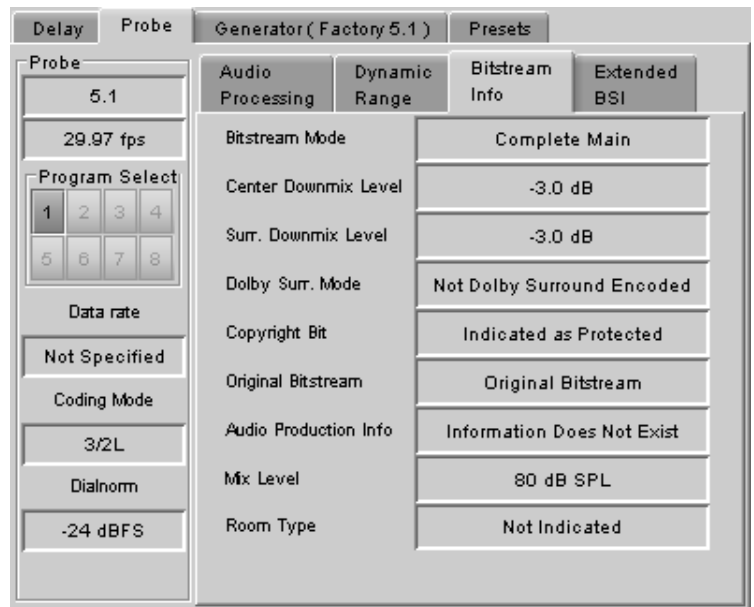 Delay Probe Generator ( Factory 5.1 ) Presets
Probe
5.1
29.97 fps
Program Select
1 2 3 4
5 6 7 8
Data rate
Not Specified
Coding Mode
3/2L
Dialnorm
-24 dBFS
Audio Processing Dynamic Range Bitstream Info Extended BSI
Bitstream Mode Complete Main
Center Downmix Level -3.0 dB
Surr. Downmix Level -3.0 dB
Dolby Surr. Mode Not Dolby Surround Encoded
Copyright Bit Indicated as Protected
Original Bitstream Original Bitstream
Audio Production Info Information Does Not Exist
Mix Level 80 dB SPL
Room Type Not Indicated